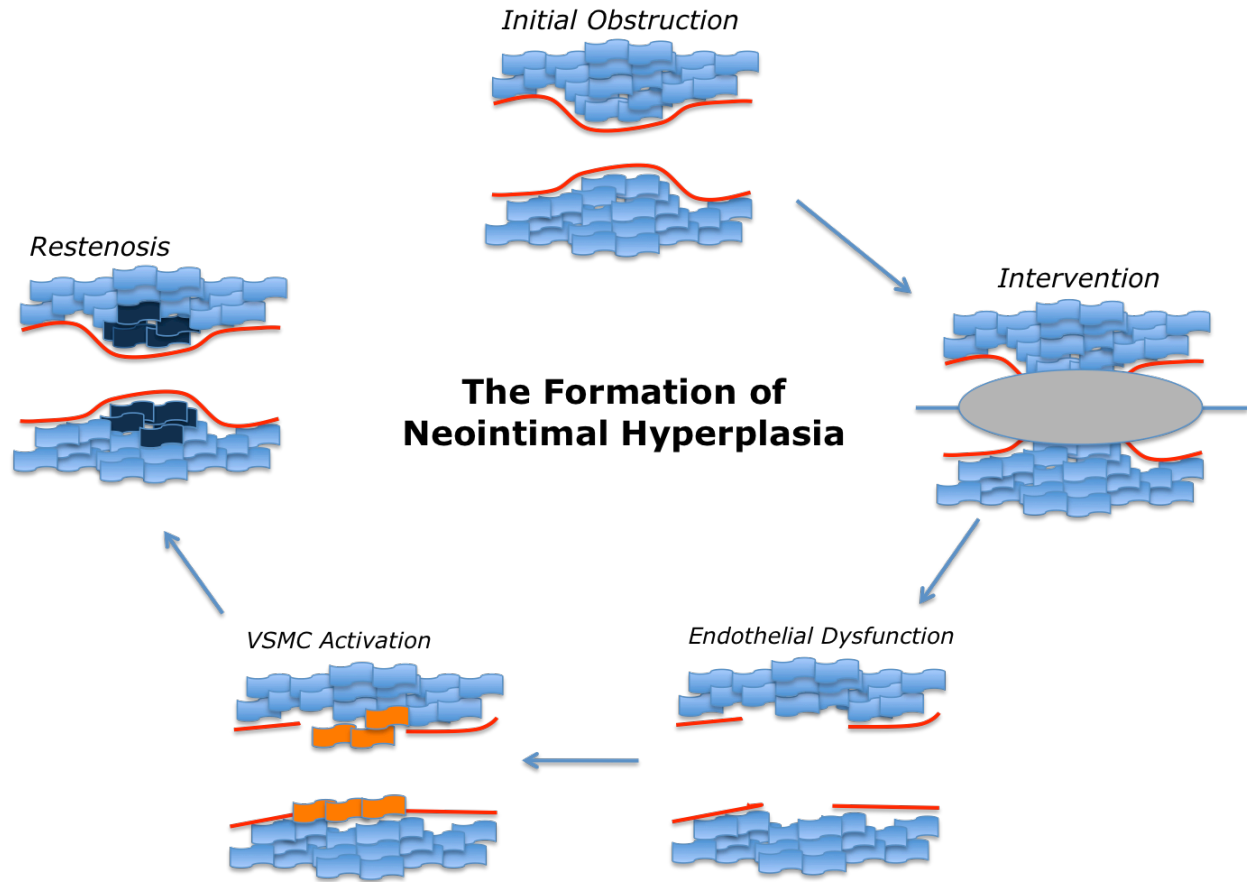 Initial Obstruction
Restenosis
Intervention
The Formation of
Neointimal Hyperplasia
VSMC Activation
Endothelial Dysfunction